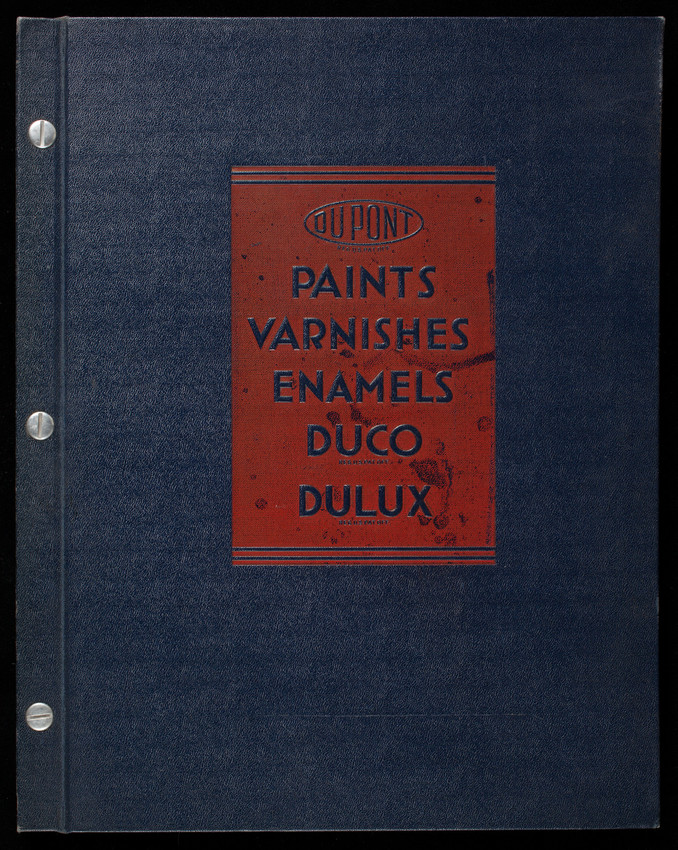 DU PONT
PAINTS
VARNISHES
ENAMELS
DUCO
DULUX